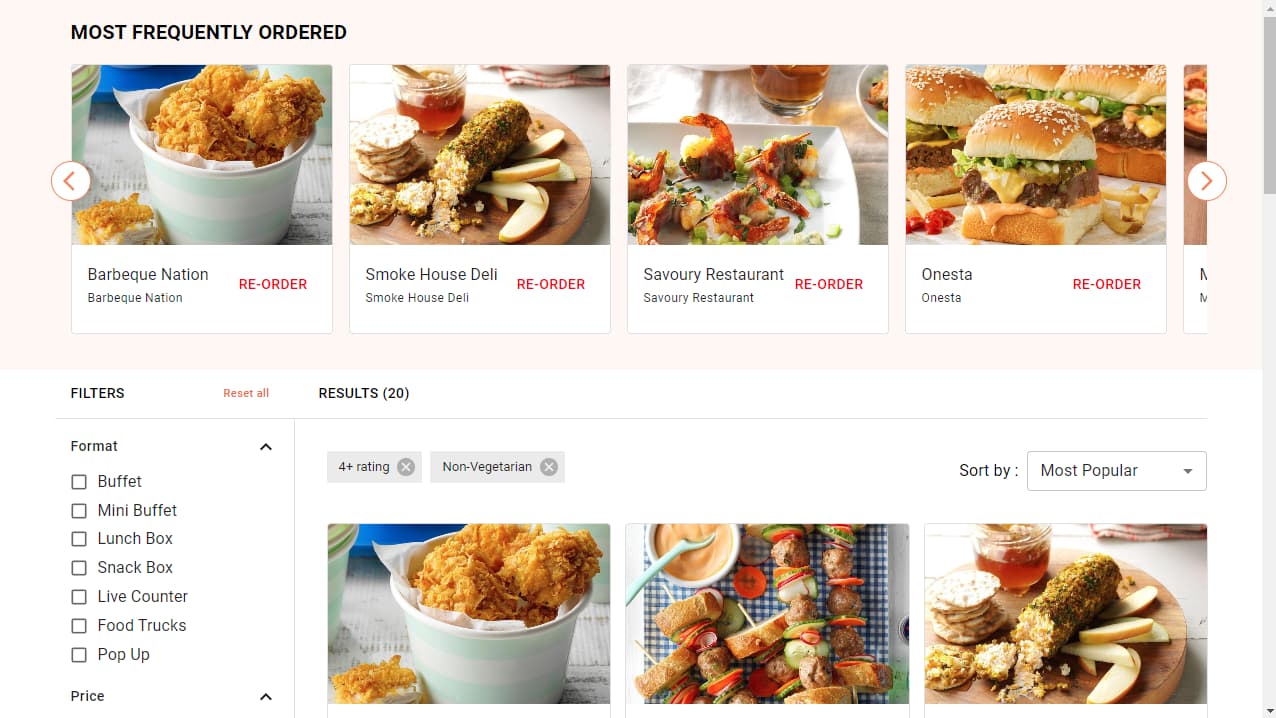 MOST FREQUENTLY ORDERED
Barbeque Nation
Barbeque Nation
RE-ORDER
Smoke House Deli
Smoke House Deli
RE-ORDER
Savoury Restaurant
Savoury Restaurant
RE-ORDER
Onesta
Onesta
RE-ORDER
FILTERS
Reset all
RESULTS (20)
Format
Buffet
Mini Buffet
Lunch Box
Snack Box
Live Counter
Food Trucks
Pop Up
Price
4+ rating
Non-Vegetarian
Sort by :
Most Popular